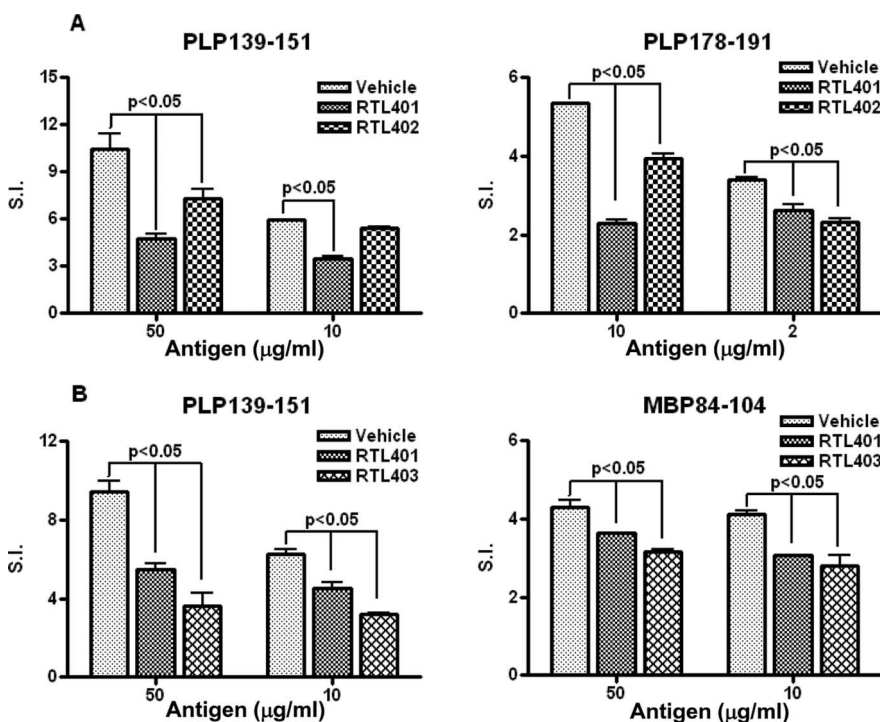 A
PLP139-151
15
12
9
6
3
0
S.I.
p<0.05
p<0.05
Vehicle
RTL401
RTL402
50
10
Antigen (μg/ml)
PLP178-191
6
4
2
0
S.I.
p<0.05
p<0.05
Vehicle
RTL401
RTL402
10
2
Antigen (μg/ml)
B
PLP139-151
12
9
8
4
0
S.I.
p<0.05
p<0.05
Vehicle
RTL401
RTL403
50
10
Antigen (μg/ml)
MBP84-104
6
4
2
0
S.I.
p<0.05
p<0.05
Vehicle
RTL401
RTL403
50
10
Antigen (μg/ml)